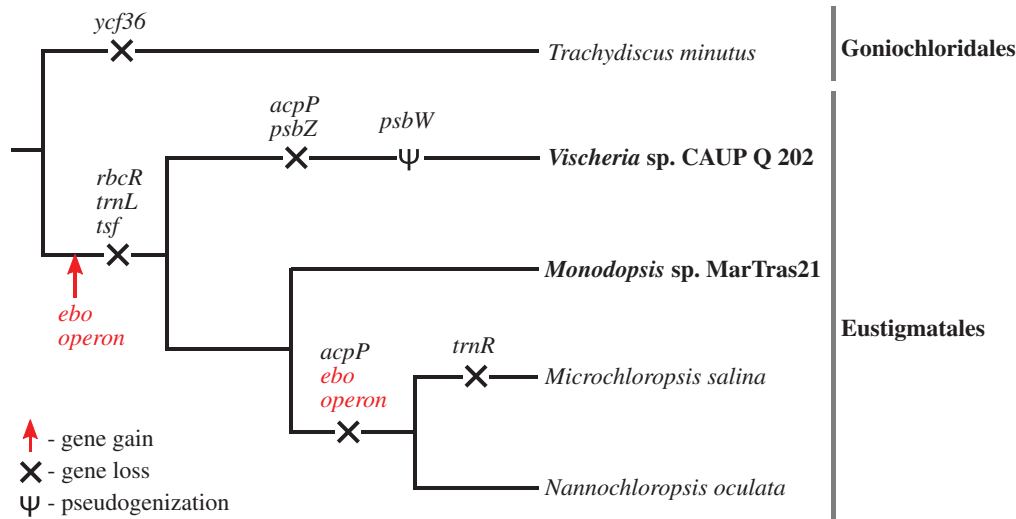 ycf36
Trachydiscus minutus
Goniochloridales
acpP
psbZ
psbW
Vischeria sp. CAUP Q 202
rbcR
trnL
tsf
Monodopsis sp. MarTras21
ebo
operon
Eustigmatales
acpP
ebo
operon
trnR
Microchloropsis salina
- gene gain
- gene loss
Ψ - pseudogenization
Nannochloropsis oculata